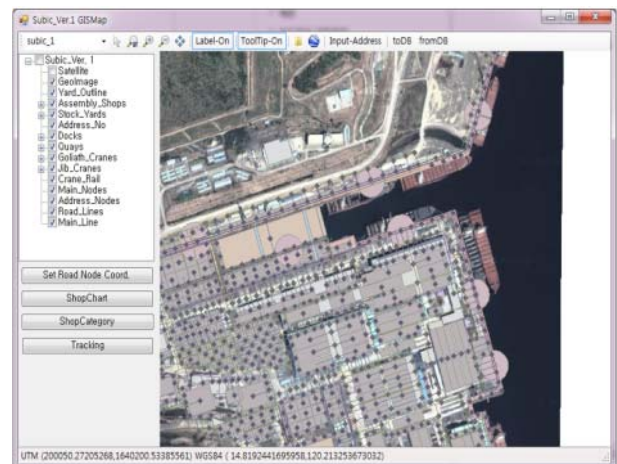 Subic_Ver.1 GISMap
subic_1
Label-On
ToolTip-On
Input-Address
toDB
fromDB
Subic_Ver. 1
Satellite
GeoImage
Yard_Outline
Assembly_Shops
Stock_Yards
Address_No
Docks
Quays
Goliath_Cranes
Jib_Cranes
Crane_Rail
Main_Nodes
Address_Nodes
Road_Lines
Main_Line
Set Road Node Coord.
ShopChart
ShopCategory
Tracking
UTM (200050.27205268,1640200.53385561) WGS84 ( 14.8192441695958,120.213253673032)